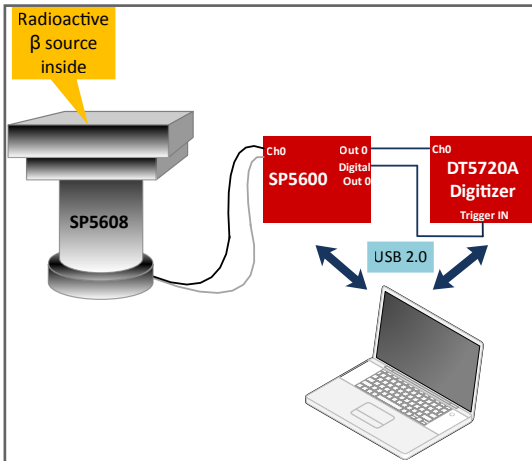 Radioactive
β source
inside
SP5608
Ch0
Out 0
Digital
Out 0
SP5600
Ch0
DT5720A
Digitizer
Trigger IN
USB 2.0